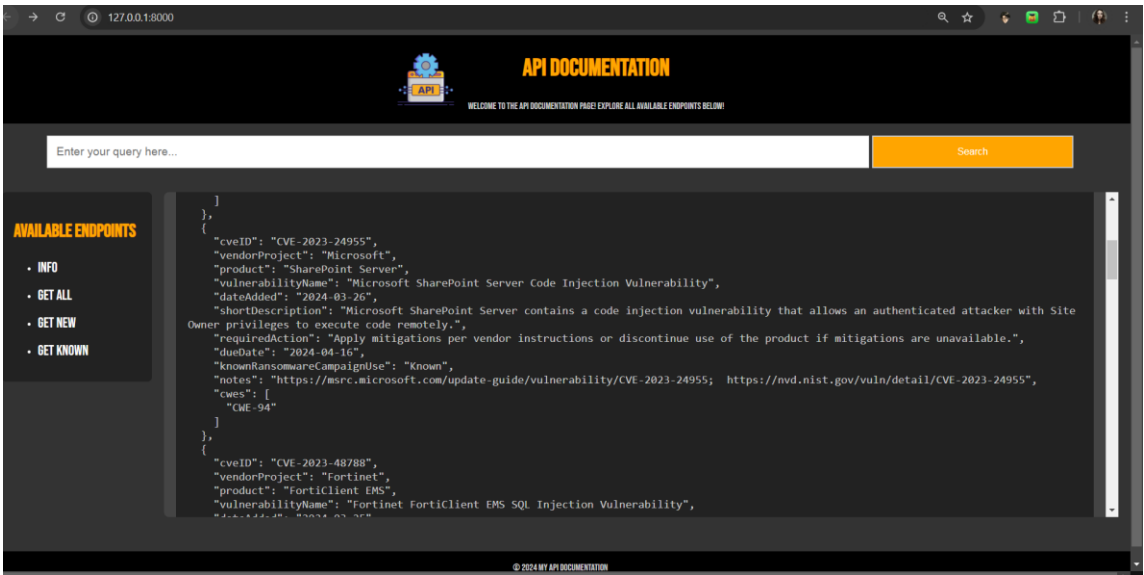 127.0.0.1:8000
API DOCUMENTATION
API
WELCOME TO THE API DOCUMENTATION PAGE! EXPLORE ALL AVAILABLE ENDPOINTS BELOW!
Enter your query here...
Search
AVAILABLE ENDPOINTS
• INFO
• GET ALL
• GET NEW
• GET KNOWN
]
},
{
"cveID": "CVE-2023-24955",
"vendorProject": "Microsoft",
"product": "SharePoint Server",
"vulnerabilityName": "Microsoft SharePoint Server Code Injection Vulnerability",
"dateAdded": "2024-03-26",
"shortDescription": "Microsoft SharePoint Server contains a code injection vulnerability that allows an authenticated attacker with Site
Owner privileges to execute code remotely.",
"requiredAction": "Apply mitigations per vendor instructions or discontinue use of the product if mitigations are unavailable.",
"dueDate": "2024-04-16",
"knownRansomwareCampaignUse": "Known",
"notes": "https://msrc.microsoft.com/update-guide/vulnerability/CVE-2023-24955;  https://nvd.nist.gov/vuln/detail/CVE-2023-24955",
"cwes": [
"CWE-94"
]
},
{
"cveID": "CVE-2023-48788",
"vendorProject": "Fortinet",
"product": "FortiClient EMS",
"vulnerabilityName": "Fortinet FortiClient EMS SQL Injection Vulnerability",
"dateAdded": "2024-03-25",
© 2024 MY API DOCUMENTATION